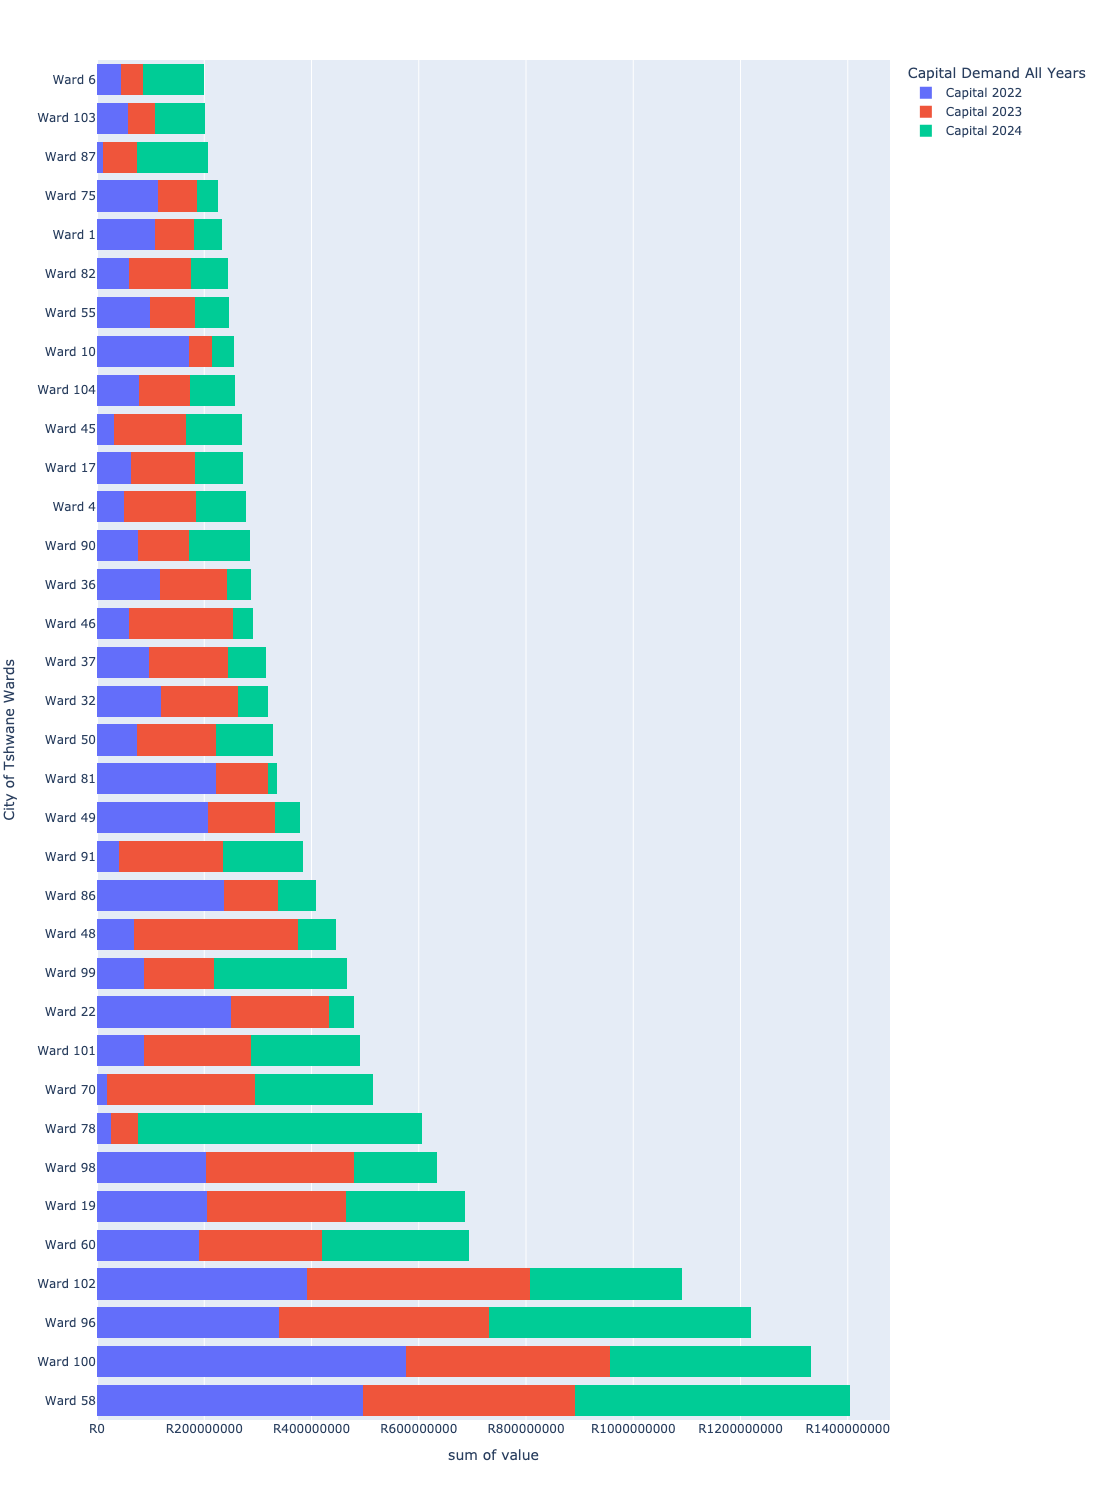 Capital Demand All Years
Capital 2022
Capital 2023
Capital 2024
City of Tshwane Wards
Ward 6
Ward 103
Ward 87
Ward 75
Ward 1
Ward 82
Ward 55
Ward 10
Ward 104
Ward 45
Ward 17
Ward 4
Ward 90
Ward 36
Ward 46
Ward 37
Ward 32
Ward 50
Ward 81
Ward 49
Ward 91
Ward 86
Ward 48
Ward 99
Ward 22
Ward 101
Ward 70
Ward 78
Ward 98
Ward 19
Ward 60
Ward 102
Ward 96
Ward 100
Ward 58
R0 R200000000 R400000000 R600000000 R800000000 R1000000000 R1200000000 R1400000000
sum of value